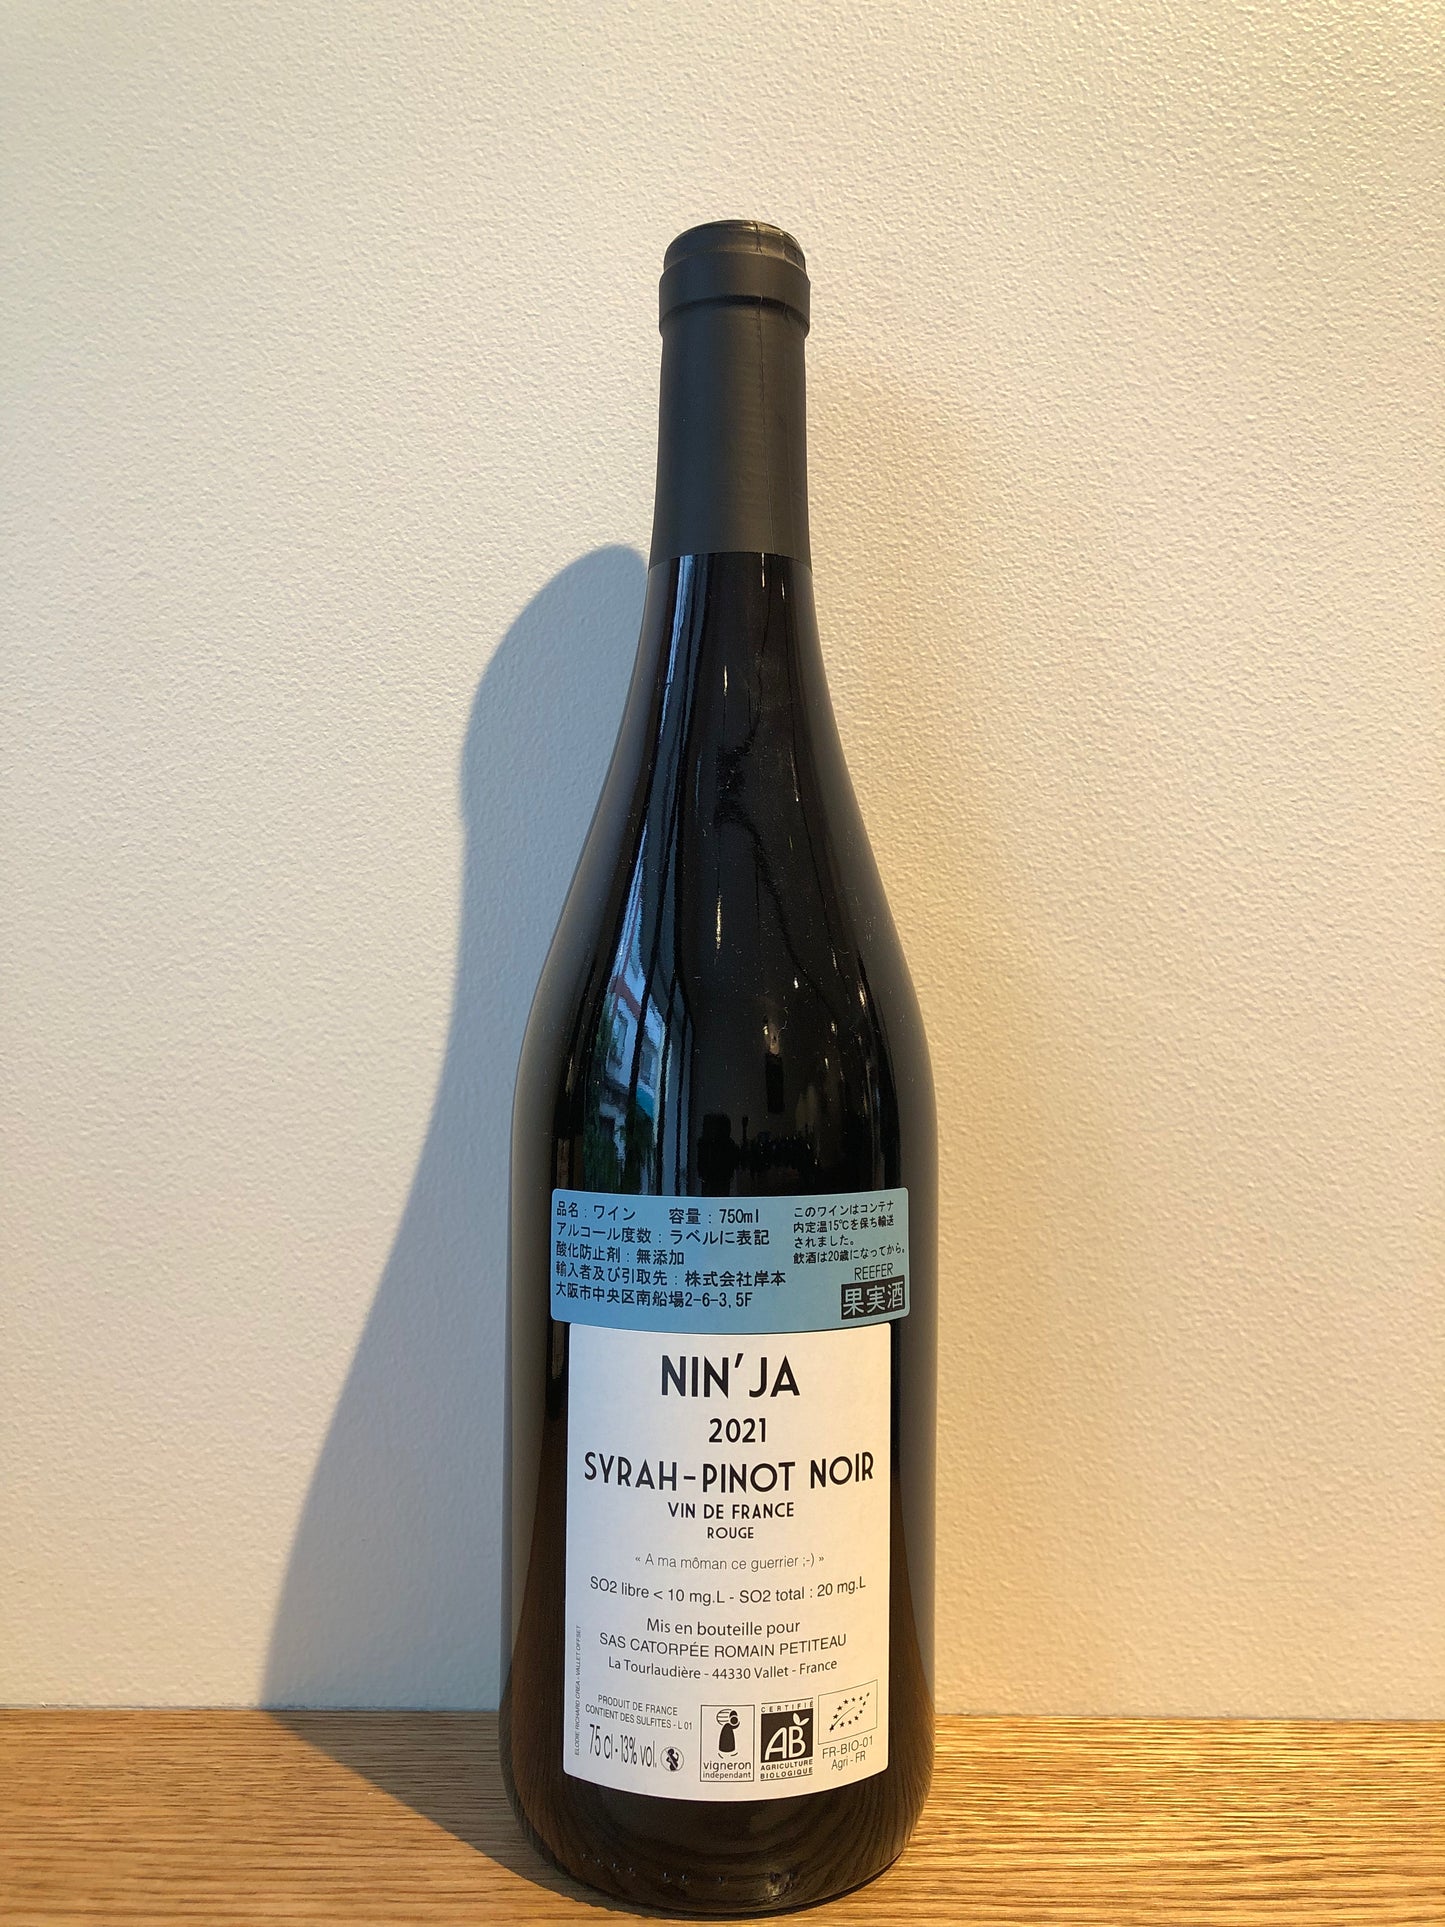 品名：ワイン　容量：750ml
アルコール度数：ラベルに表記
酸化防止剤：無添加
輸入者及び引取先：株式会社岸本
大阪市中央区南船場2-6-3,5F
このワインはコンテナ
内定温15℃を保ち輸送
されました。
飲酒は20歳になってから。
REEFER
果実酒
NIN'JA
2021
SYRAH-PINOT NOIR
VIN DE FRANCE
ROUGE
« A ma môman ce guerrier ;-) »
SO2 libre < 10 mg.L - SO2 total : 20 mg.L
Mis en bouteille pour
SAS CATORPÉE ROMAIN PETITEAU
La Tourlaudière - 44330 Vallet - France
ELODIE RICHARD CREA - VALLET OFFSET
PRODUIT DE FRANCE
CONTIENT DES SULFITES - L 01
75 cl - 13% vol.
vigneron
indépendant
CERTIFIÉ
AB
AGRICULTURE
BIOLOGIQUE
FR-BIO-01
Agri - FR